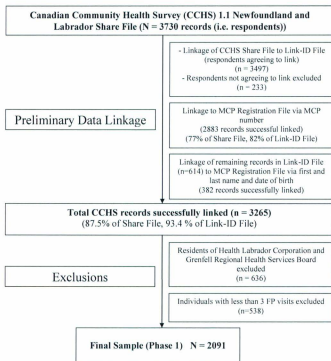 Canadian Community Health Survey (CCHS) 1.1 Newfoundland
and
Labrador Share File (N = 3730 records (i.e. respondents))
- Linkage of CCHS Share File to Link-ID File
(respondents agreeing to link)
(n = 3497)
- Respondents not agreeing to link excluded
(n = 233)
Preliminary Data Linkage
Linkage to MCP Registration File via MCP
number
(2883 records successful linked)
(77% of Share File, 82% of Link-ID File)
Linkage of remaining records in Link-ID File
(n=614) to MCP Registration File via first and
last name and date of birth
(382 records successfully linked)
Total CCHS records successfully linked (n = 3265)
(87.5% of Share File, 93.4 % of Link-ID File)
Exclusions
Residents of Health Labrador Corporation and
Grenfell Regional Health Services Board
excluded
(n = 636)
Individuals with less than 3 FP visits excluded
(n=538)
Final Sample (Phase 1) N = 2091